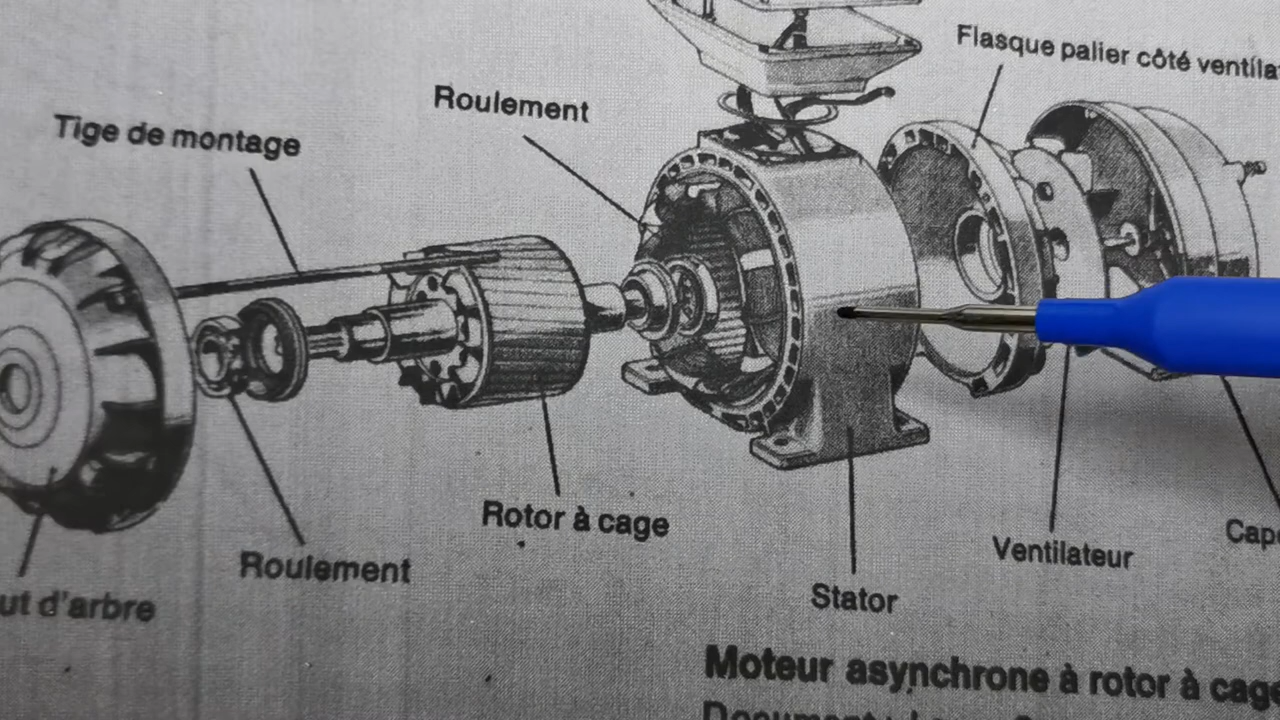 Flasque palier côté ventila
Roulement
Tige de montage
Rotor à cage
Roulement
Ventilateur
Cap
Stator
ut d'arbre
Moteur asynchrone à rotor à cage